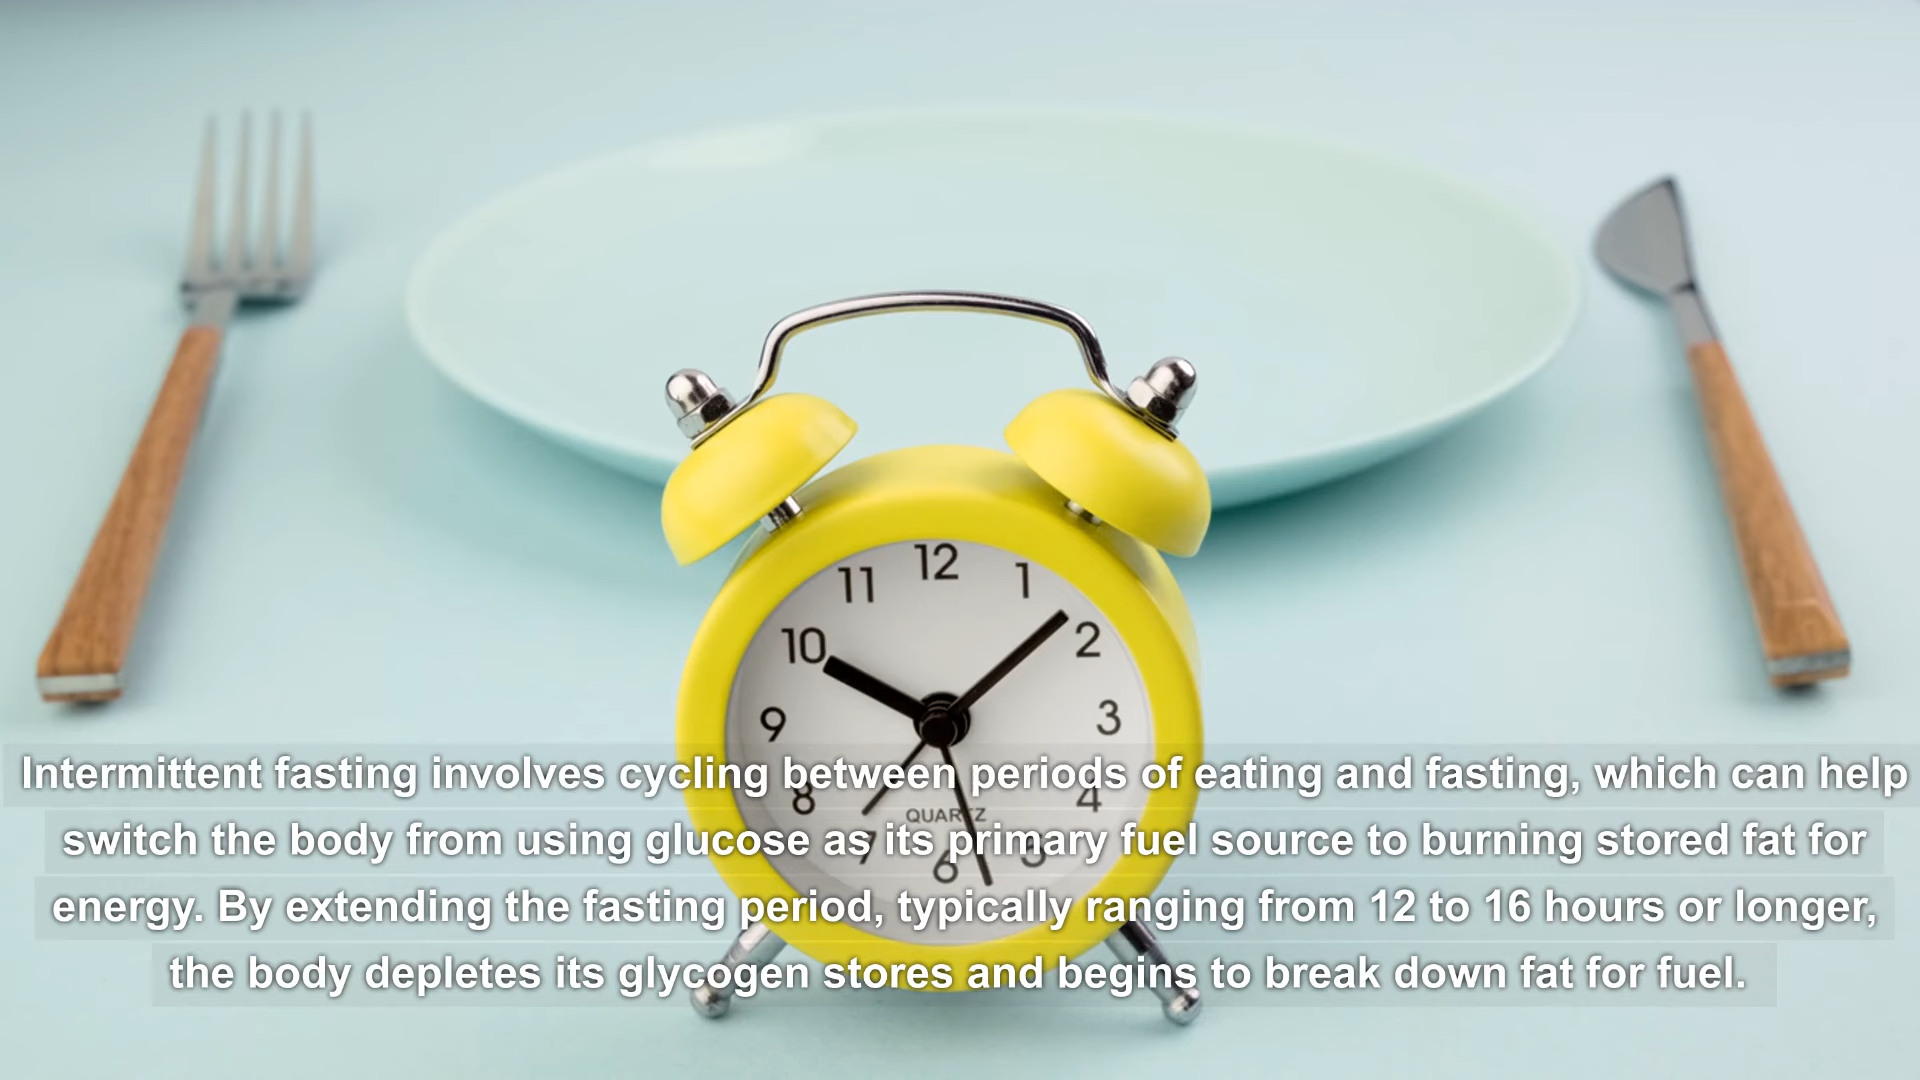 12
11
1
10
2
9
3
8
4
QUARTZ
7
5
6
Intermittent fasting involves cycling between periods of eating and fasting, which can help
switch the body from using glucose as its primary fuel source to burning stored fat for
energy. By extending the fasting period, typically ranging from 12 to 16 hours or longer,
the body depletes its glycogen stores and begins to break down fat for fuel.